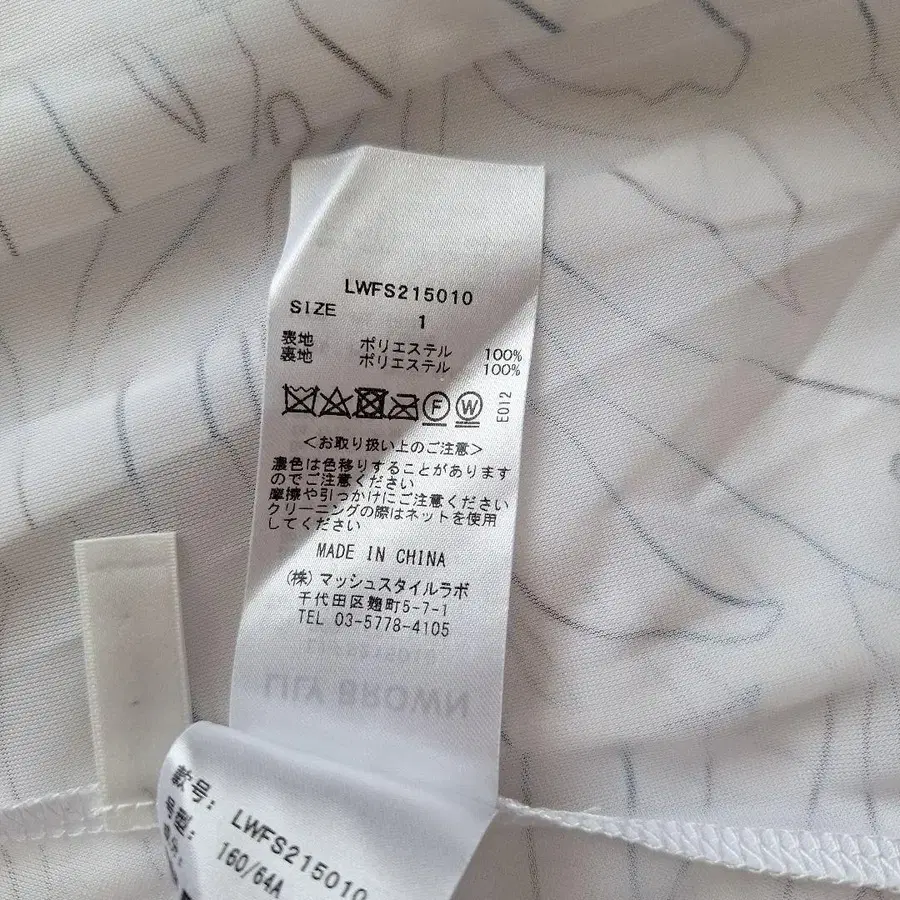 LWFS215010
SIZE 1
表地 ポリエステル 100%
裏地 ポリエステル 100%
F W E012
<お取り扱い上のご注意>
濃色は色移りすることがあります
のでご注意ください
摩擦や引っかけにご注意ください
クリーニングの際はネットを使用
してください
MADE IN CHINA
(株)マッシュスタイルラボ
千代田区麹町5-7-1
TEL 03-5778-4105
LILY BROWN
款号: LWFS215010
号型: 160/64A